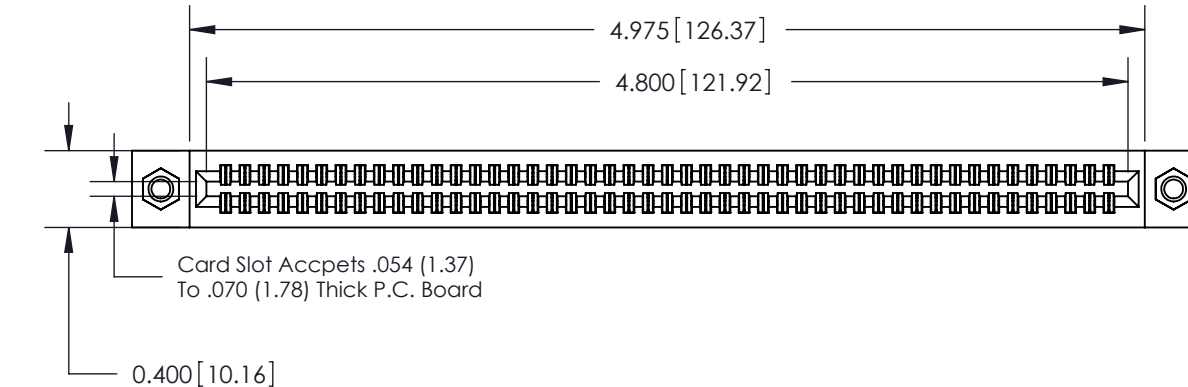 4.975[126.37]
4.800[121.92]
Card Slot Accpets .054 (1.37)
To .070 (1.78) Thick P.C. Board
0.400[10.16]